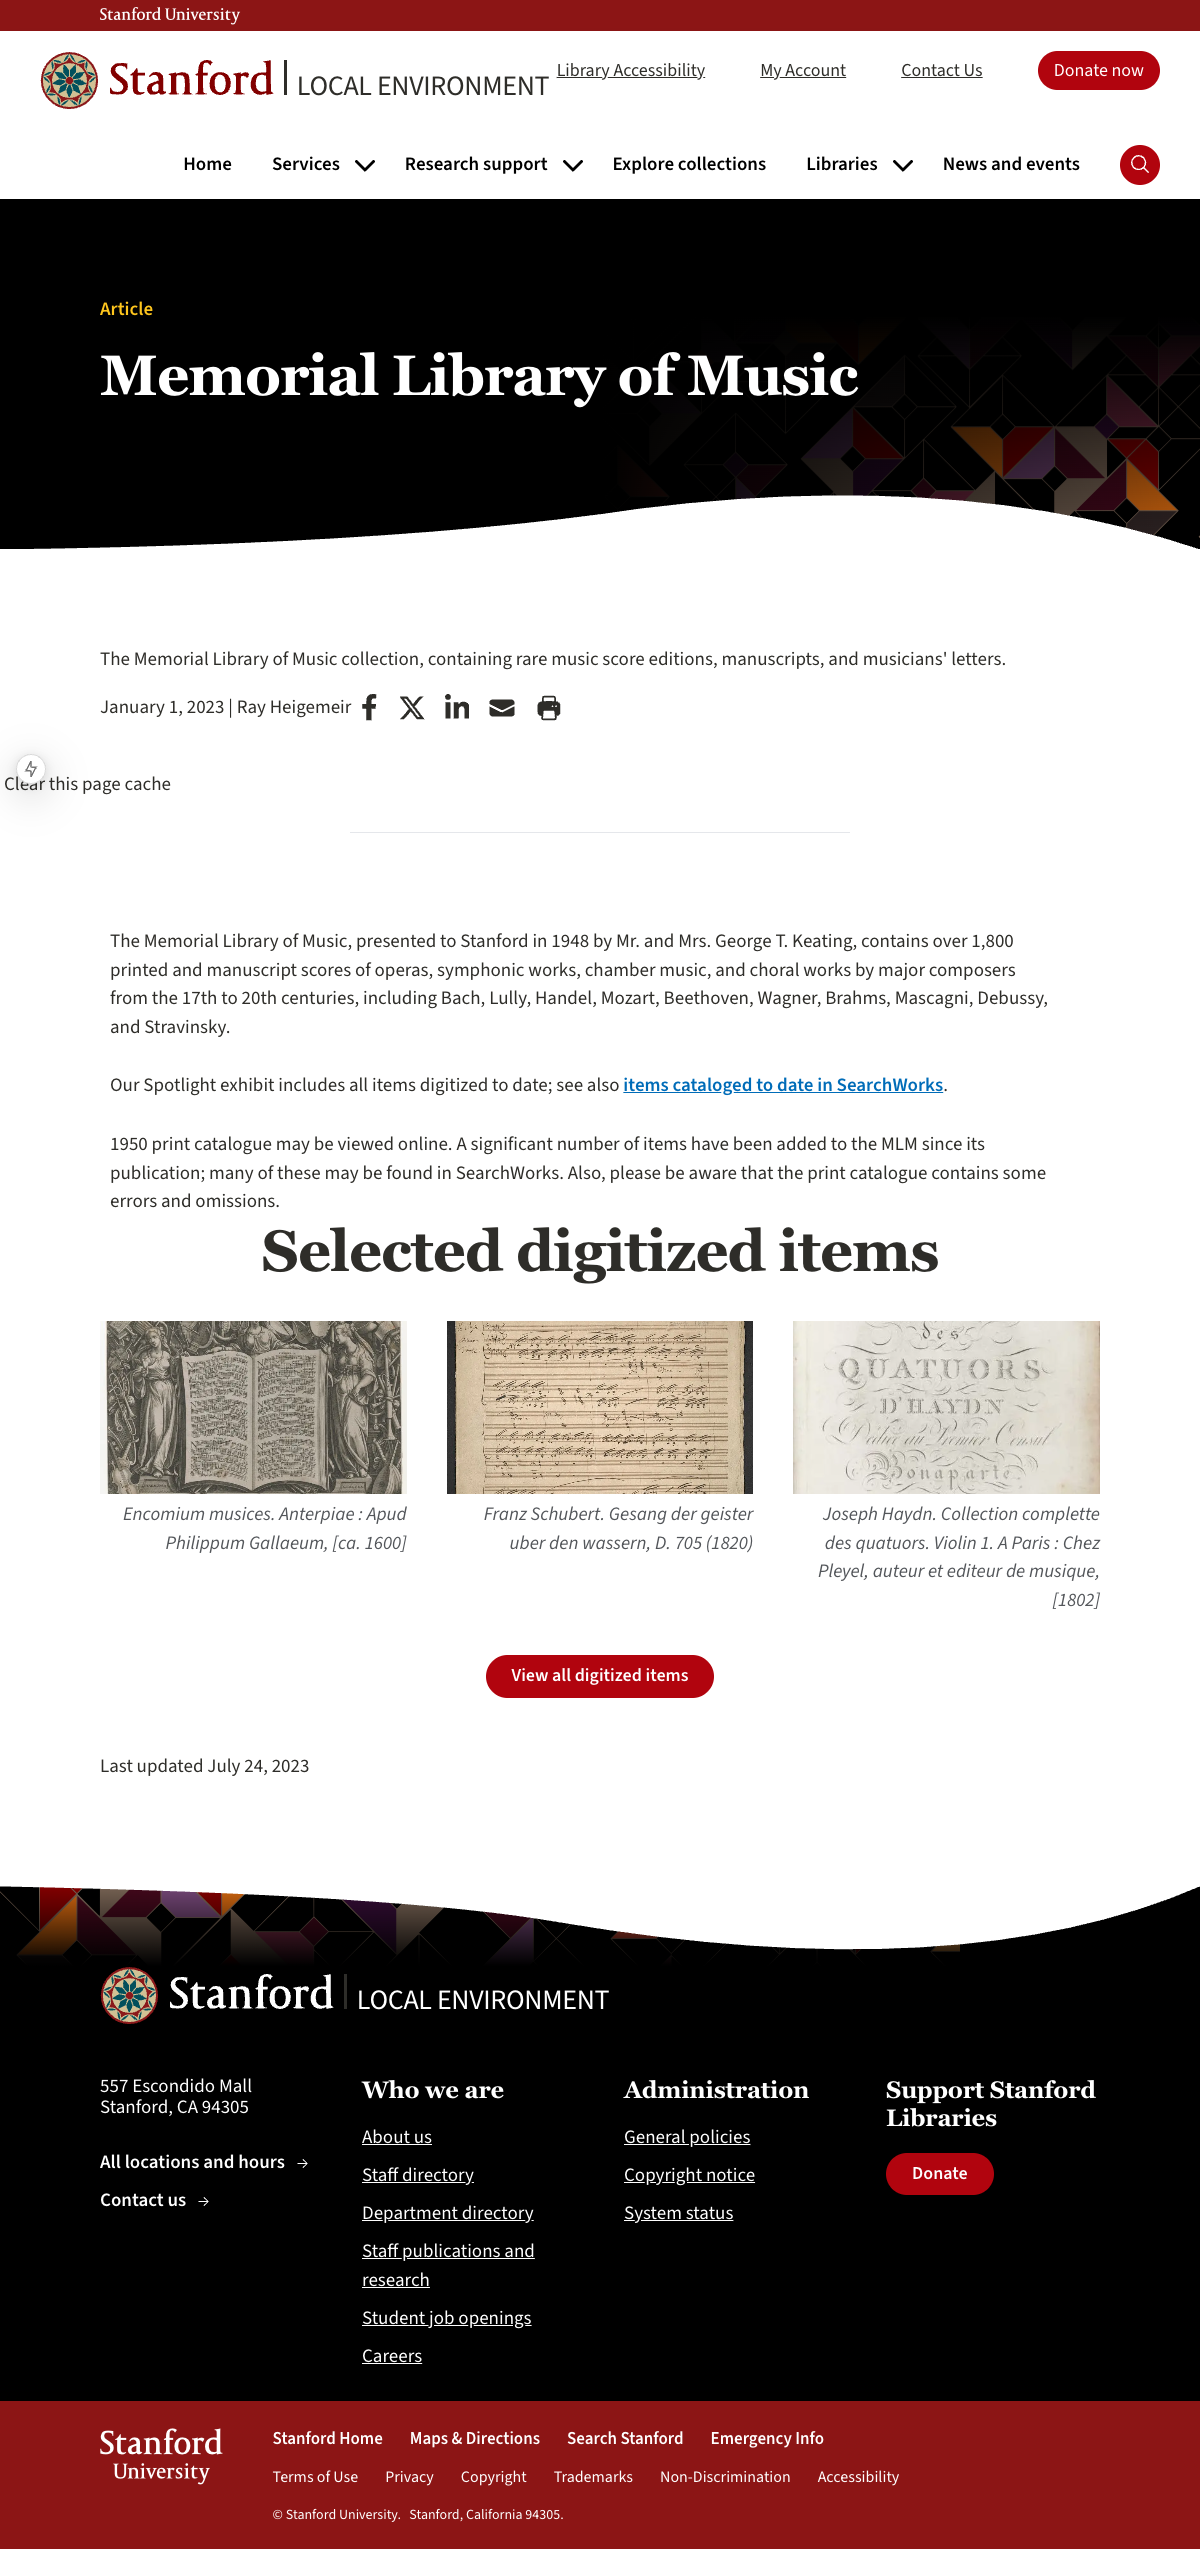 Stanford University
Stanford | LOCAL ENVIRONMENT
Library Accessibility
My Account
Contact Us
Donate now
Home
Services
Research support
Explore collections
Libraries
News and events
Article
Memorial Library of Music
The Memorial Library of Music collection, containing rare music score editions, manuscripts, and musicians' letters.
January 1, 2023 | Ray Heigemeir
Clear this page cache
The Memorial Library of Music, presented to Stanford in 1948 by Mr. and Mrs. George T. Keating, contains over 1,800
printed and manuscript scores of operas, symphonic works, chamber music, and choral works by major composers
from the 17th to 20th centuries, including Bach, Lully, Handel, Mozart, Beethoven, Wagner, Brahms, Mascagni, Debussy,
and Stravinsky.
Our Spotlight exhibit includes all items digitized to date; see also items cataloged to date in SearchWorks.
1950 print catalogue may be viewed online. A significant number of items have been added to the MLM since its
publication; many of these may be found in SearchWorks. Also, please be aware that the print catalogue contains some
errors and omissions.
Selected digitized items
des
QUATUORS
D'HAYDN
Dédiée au Premier Consul
Bonaparte.
Encomium musices. Anterpiae : Apud
Philippum Gallaeum, [ca. 1600]
Franz Schubert. Gesang der geister
uber den wassern, D. 705 (1820)
Joseph Haydn. Collection complette
des quatuors. Violin 1. A Paris : Chez
Pleyel, auteur et editeur de musique,
[1802]
View all digitized items
Last updated July 24, 2023
Stanford | LOCAL ENVIRONMENT
557 Escondido Mall
Stanford, CA 94305
All locations and hours →
Contact us →
Who we are
About us
Staff directory
Department directory
Staff publications and
research
Student job openings
Careers
Administration
General policies
Copyright notice
System status
Support Stanford
Libraries
Donate
Stanford
University
Stanford Home
Maps & Directions
Search Stanford
Emergency Info
Terms of Use
Privacy
Copyright
Trademarks
Non-Discrimination
Accessibility
© Stanford University. Stanford, California 94305.